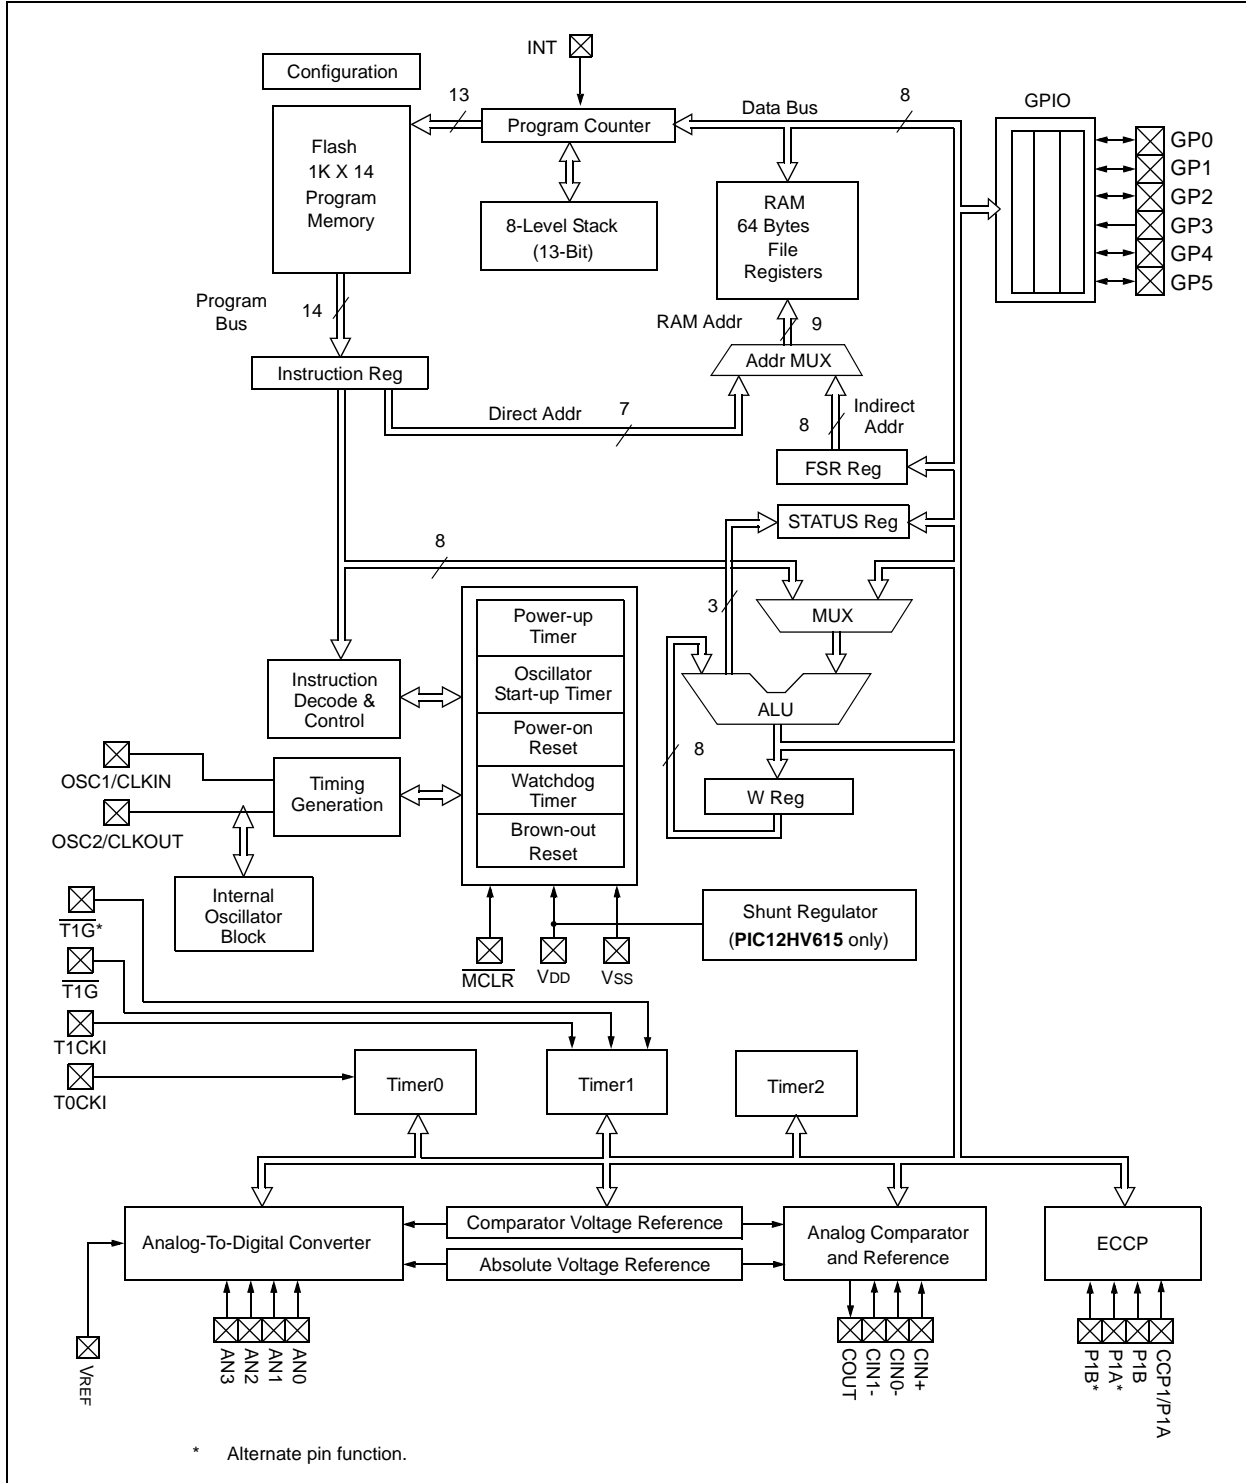 INT
Configuration
13
Data Bus
8
GPIO
Program Counter
Flash
1K X 14
Program
Memory
8-Level Stack
(13-Bit)
RAM
64 Bytes
File
Registers
GP0
GP1
GP2
GP3
GP4
GP5
Program
Bus
14
RAM Addr
9
Addr MUX
Instruction Reg
Direct Addr
7
8
Indirect
Addr
FSR Reg
STATUS Reg
8
3
MUX
Power-up
Timer
Oscillator
Start-up Timer
Power-on
Reset
Watchdog
Timer
Brown-out
Reset
Instruction
Decode &
Control
ALU
8
W Reg
OSC1/CLKIN
Timing
Generation
OSC2/CLKOUT
Internal
Oscillator
Block
Shunt Regulator
(PIC12HV615 only)
MCLR
VDD
VSS
T1G*
T1G
T1CKI
T0CKI
Timer0
Timer1
Timer2
Analog-To-Digital Converter
Comparator Voltage Reference
Absolute Voltage Reference
Analog Comparator
and Reference
ECCP
VREF
AN3
AN2
AN1
AN0
COUT
CIN1-
CIN0-
CIN+
P1B*
P1A*
P1B
CCP1/P1A
* Alternate pin function.